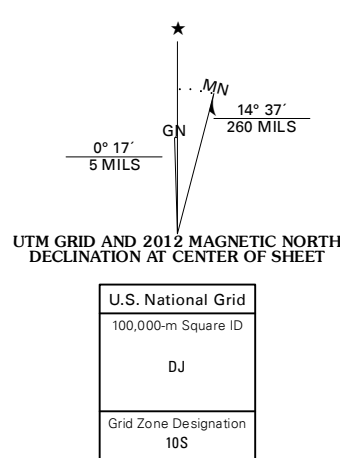 ★
MN
GN
14° 37´
260 MILS
0° 17´
5 MILS
UTM GRID AND 2012 MAGNETIC NORTH
DECLINATION AT CENTER OF SHEET
U.S. National Grid
100,000-m Square ID
DJ
Grid Zone Designation
10S